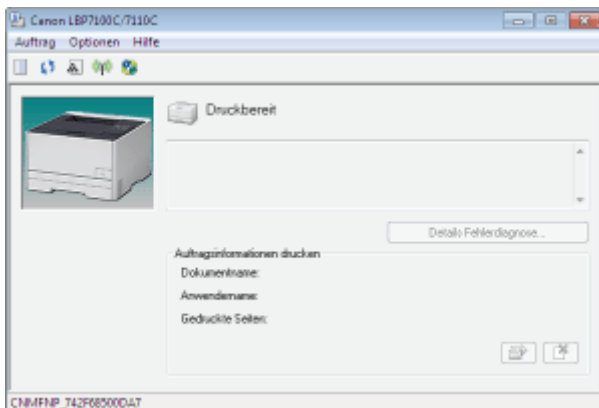 Canon LBP7100C/7110C
Auftrag Optionen Hilfe
Druckbereit
Details Fehlerdiagnose...
Auftragsinformationen drucken
Dokumentname:
Anwendername:
Gedruckte Seiten:
CNMFNP_742F68500DA7